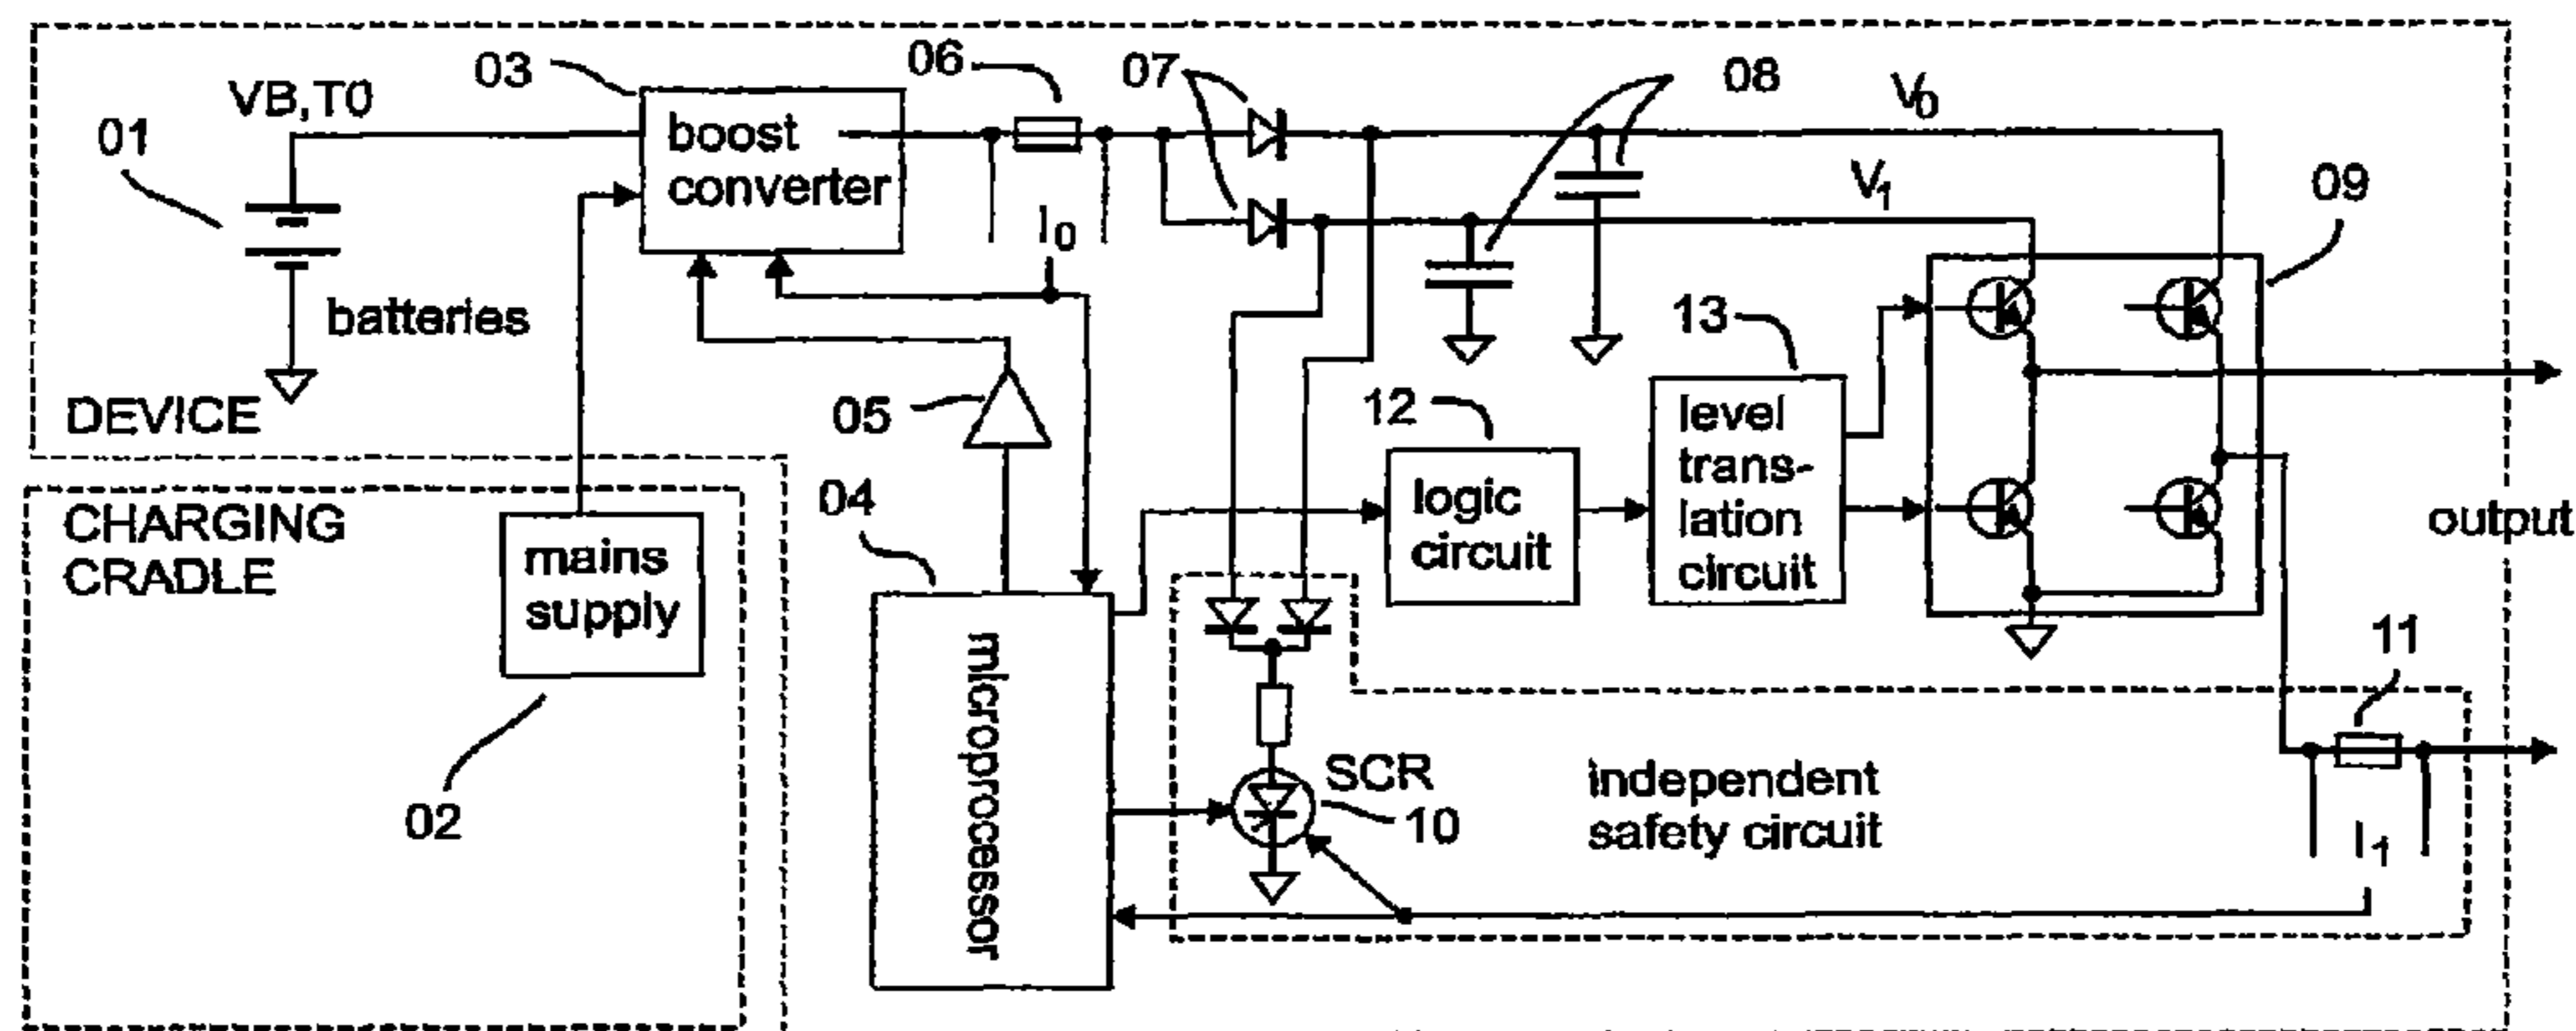 03
06
07
08
V0
VB,T0
01
boost
converter
V1
09
I0
batteries
13
DEVICE
05
12
level
trans-
lation
circuit
CHARGING
CRADLE
04
logic
circuit
output
mains
supply
11
microprocessor
SCR
10
independent
safety circuit
02
I1